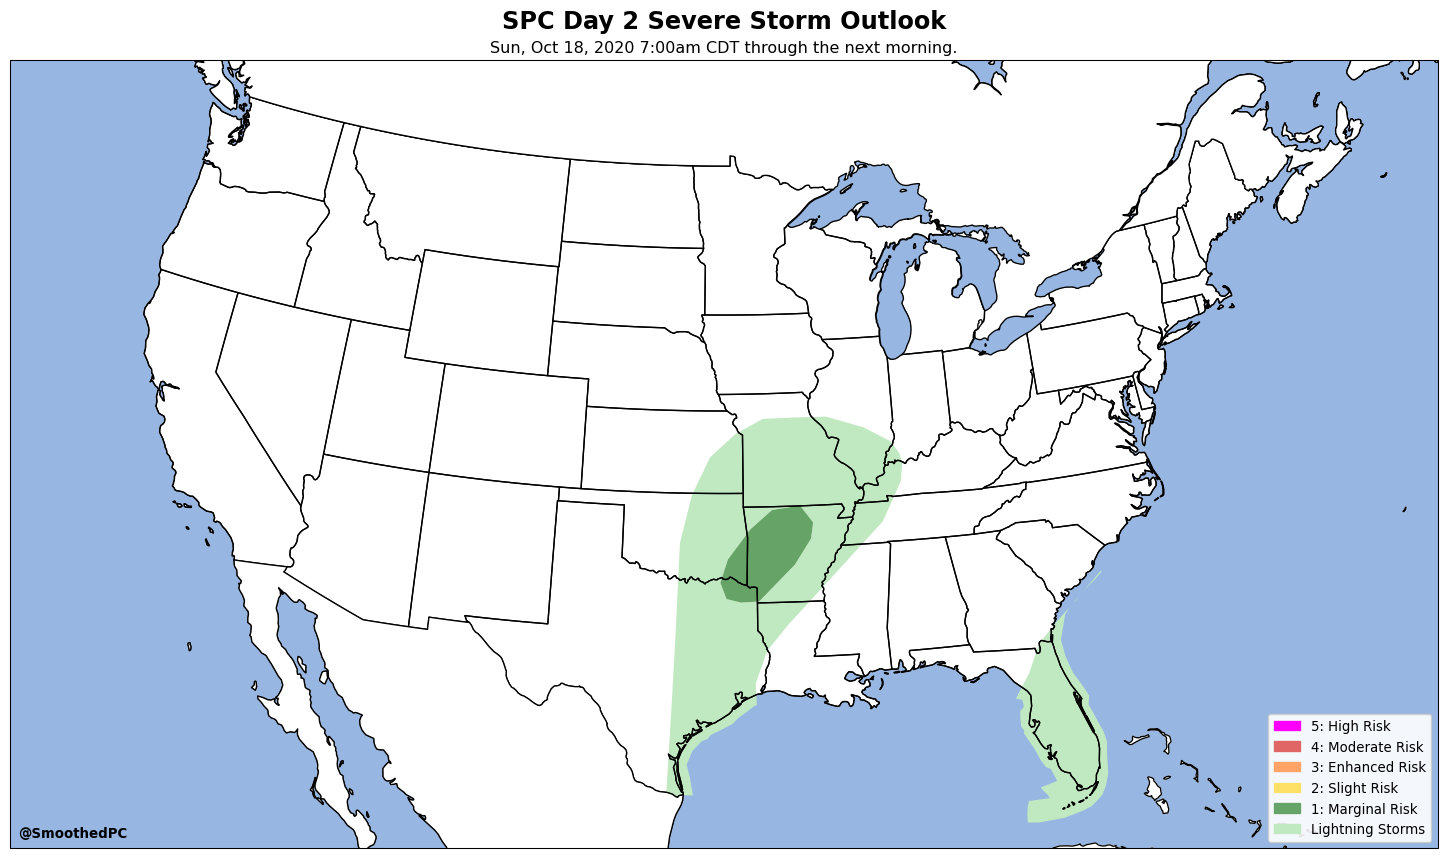 SPC Day 2 Severe Storm Outlook
Sun, Oct 18, 2020 7:00am CDT through the next morning.
5: High Risk
4: Moderate Risk
3: Enhanced Risk
2: Slight Risk
1: Marginal Risk
Lightning Storms
@SmoothedPC